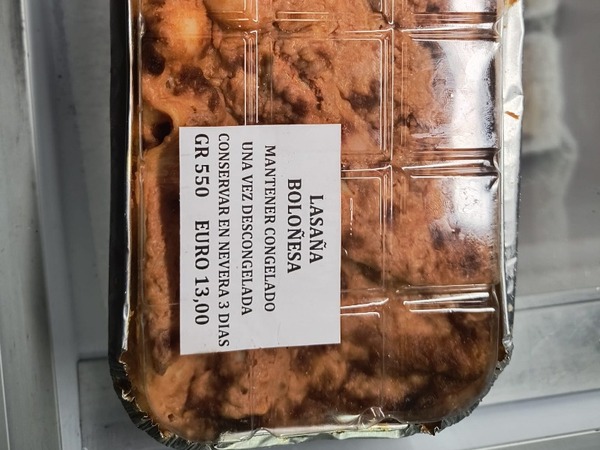 LASAÑA
BOLOÑESA
MANTENER CONGELADO
UNA VEZ DESCONGELADA
CONSERVAR EN NEVERA 3 DIAS
GR 550 EURO 13,00